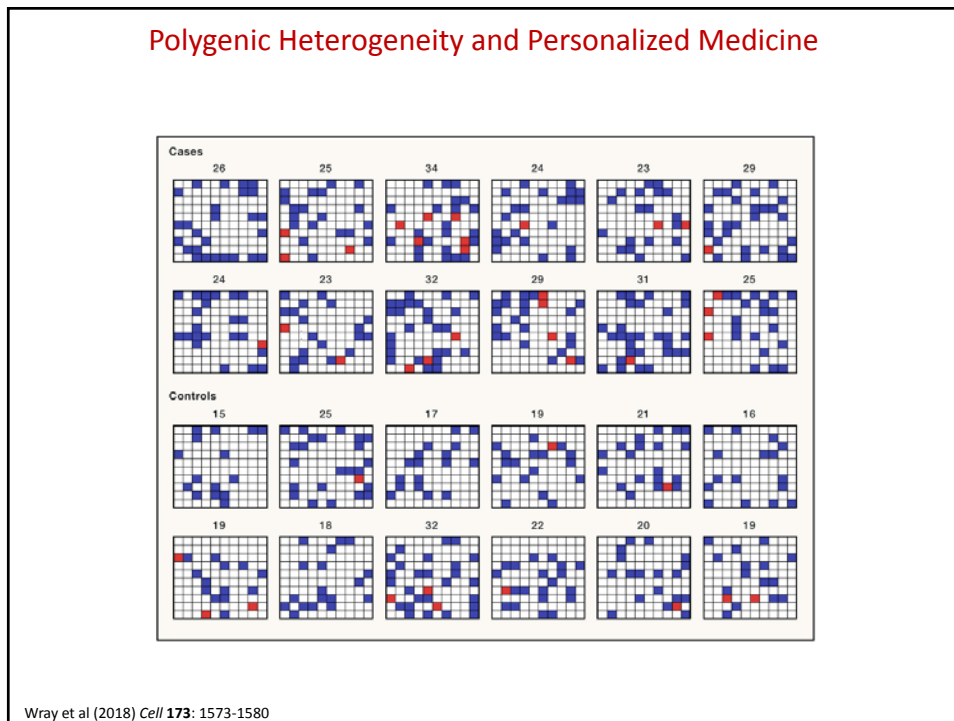 Polygenic Heterogeneity and Personalized Medicine
Cases
26 25 34 24 23 29
24 23 32 29 31 25
Controls
15 25 17 19 21 16
19 18 32 22 20 19
Wray et al (2018) Cell 173: 1573-1580